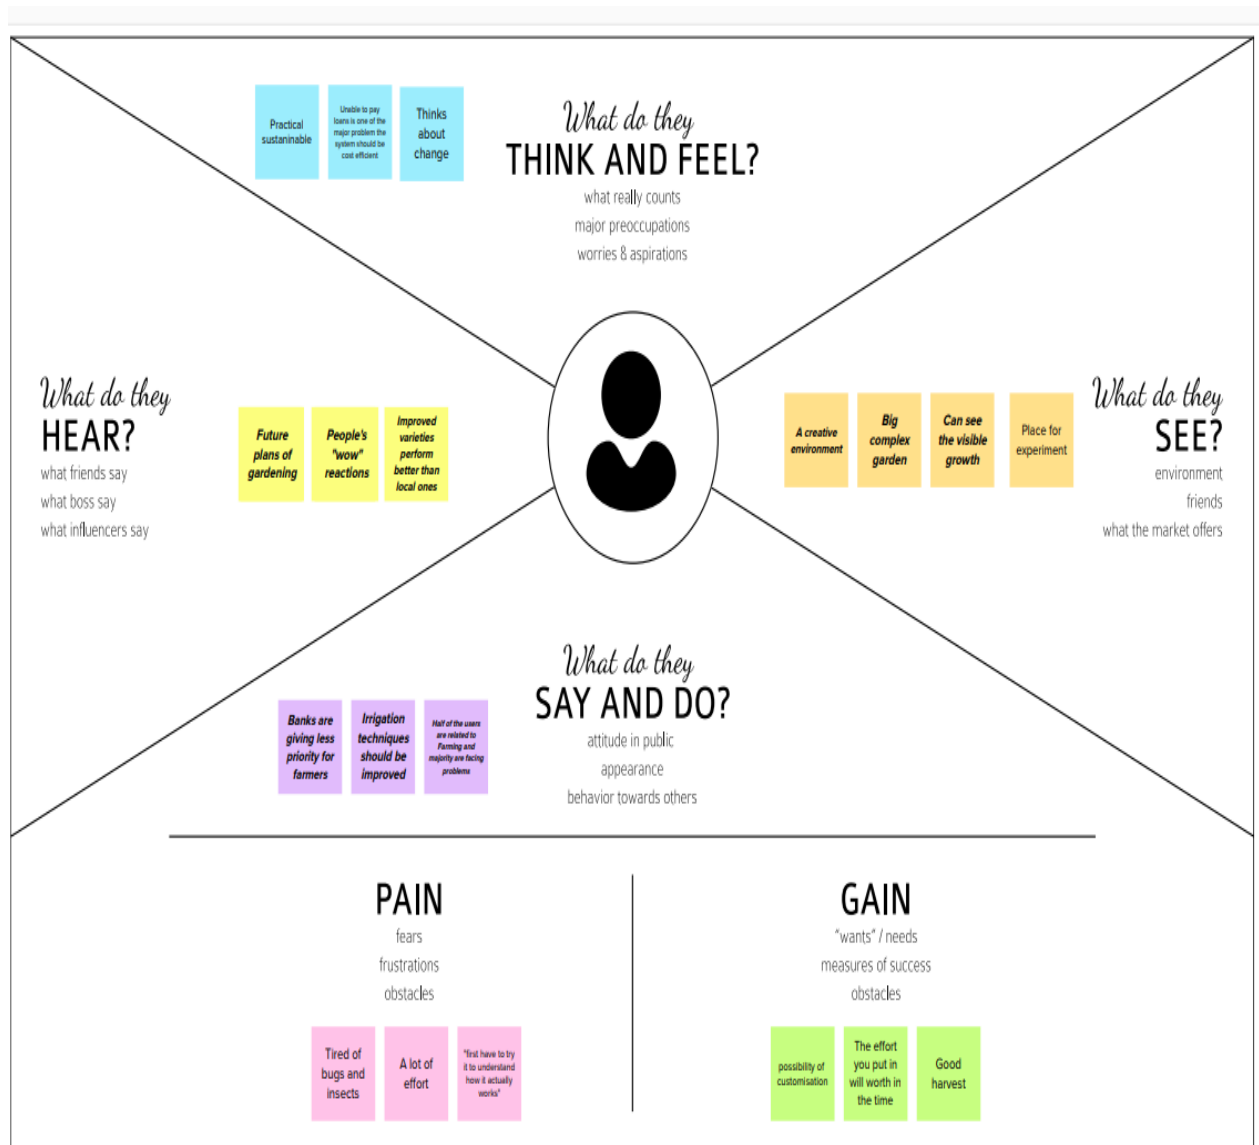 Practical
sustaninable
Unable to pay
loans is one of the
major problem the
system should be
cost efficient
Thinks
about
change
What do they
THINK AND FEEL?
what really counts
major preoccupations
worries & aspirations
What do they
HEAR?
what friends say
what boss say
what influencers say
Future
plans of
gardening
People's
"wow"
reactions
Improved
varieties
perform
better than
local ones
A creative
environment
Big
complex
garden
Can see
the visible
growth
Place for
experiment
What do they
SEE?
environment
friends
what the market offers
What do they
SAY AND DO?
attitude in public
appearance
behavior towards others
Banks are
giving less
priority for
farmers
Irrigation
techniques
should be
improved
Half of the users
are related to
Farming and
majority are facing
problems
PAIN
fears
frustrations
obstacles
Tired of
bugs and
insects
A lot of
effort
"first have to try
it to understand
how it actually
works"
GAIN
"wants" / needs
measures of success
obstacles
possibility of
customisation
The effort
you put in
will worth in
the time
Good
harvest